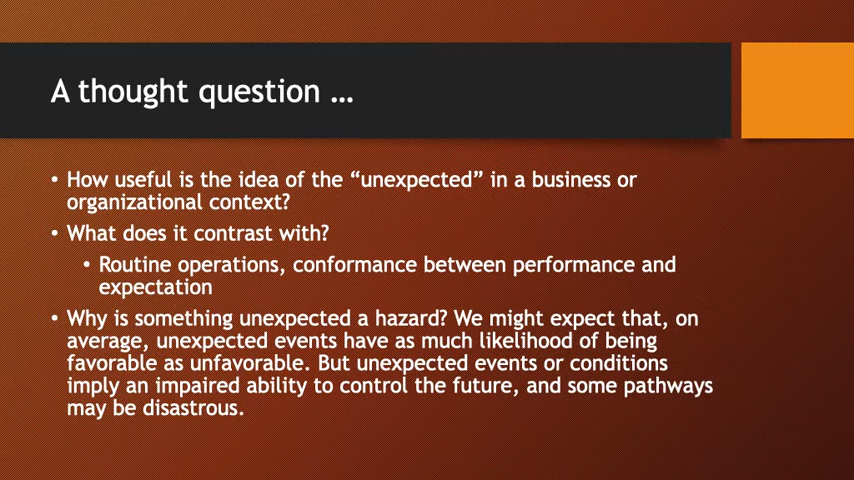 A thought question …
• How useful is the idea of the “unexpected” in a business or
organizational context?
• What does it contrast with?
• Routine operations, conformance between performance and
expectation
• Why is something unexpected a hazard? We might expect that, on
average, unexpected events have as much likelihood of being
favorable as unfavorable. But unexpected events or conditions
imply an impaired ability to control the future, and some pathways
may be disastrous.